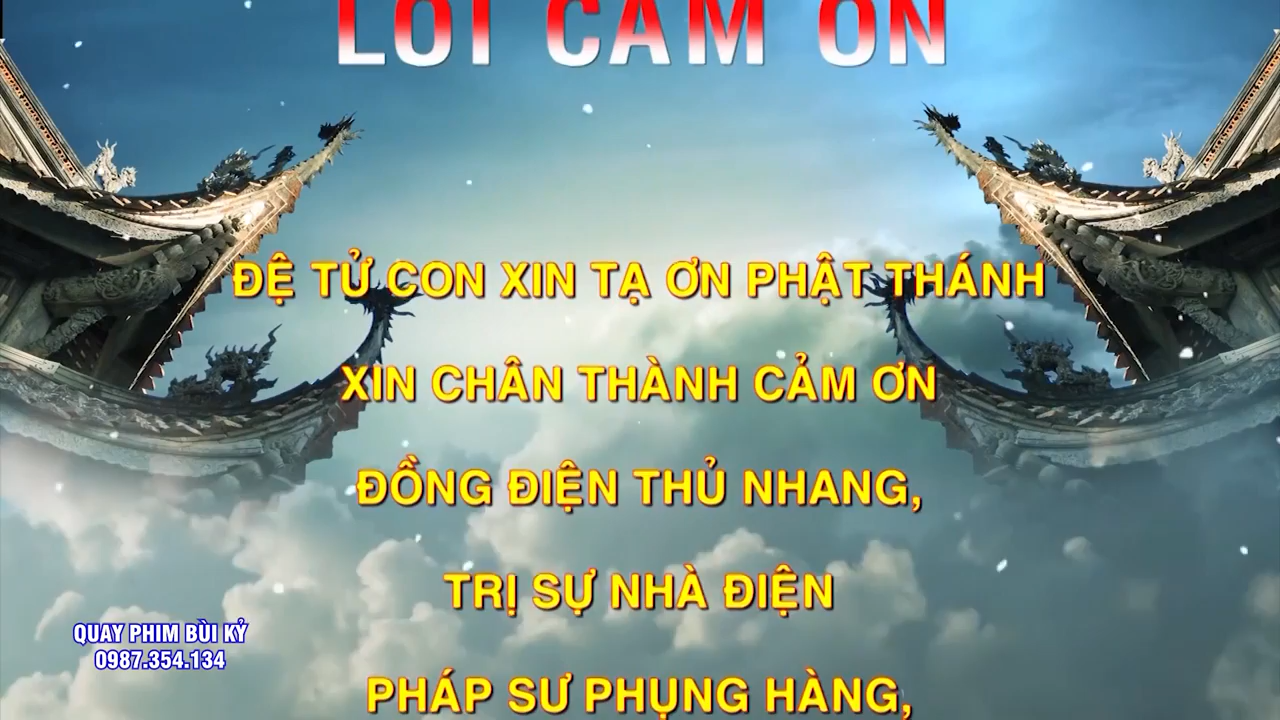 LỜI CẢM ƠN
ĐỆ TỬ CON XIN TẠ ƠN PHẬT THÁNH
XIN CHÂN THÀNH CẢM ƠN
ĐỒNG ĐIỆN THỦ NHANG,
TRỊ SỰ NHÀ ĐIỆN
QUAY PHIM BÙI KỶ
0987.354.134
PHÁP SƯ PHỤNG HÀNG,